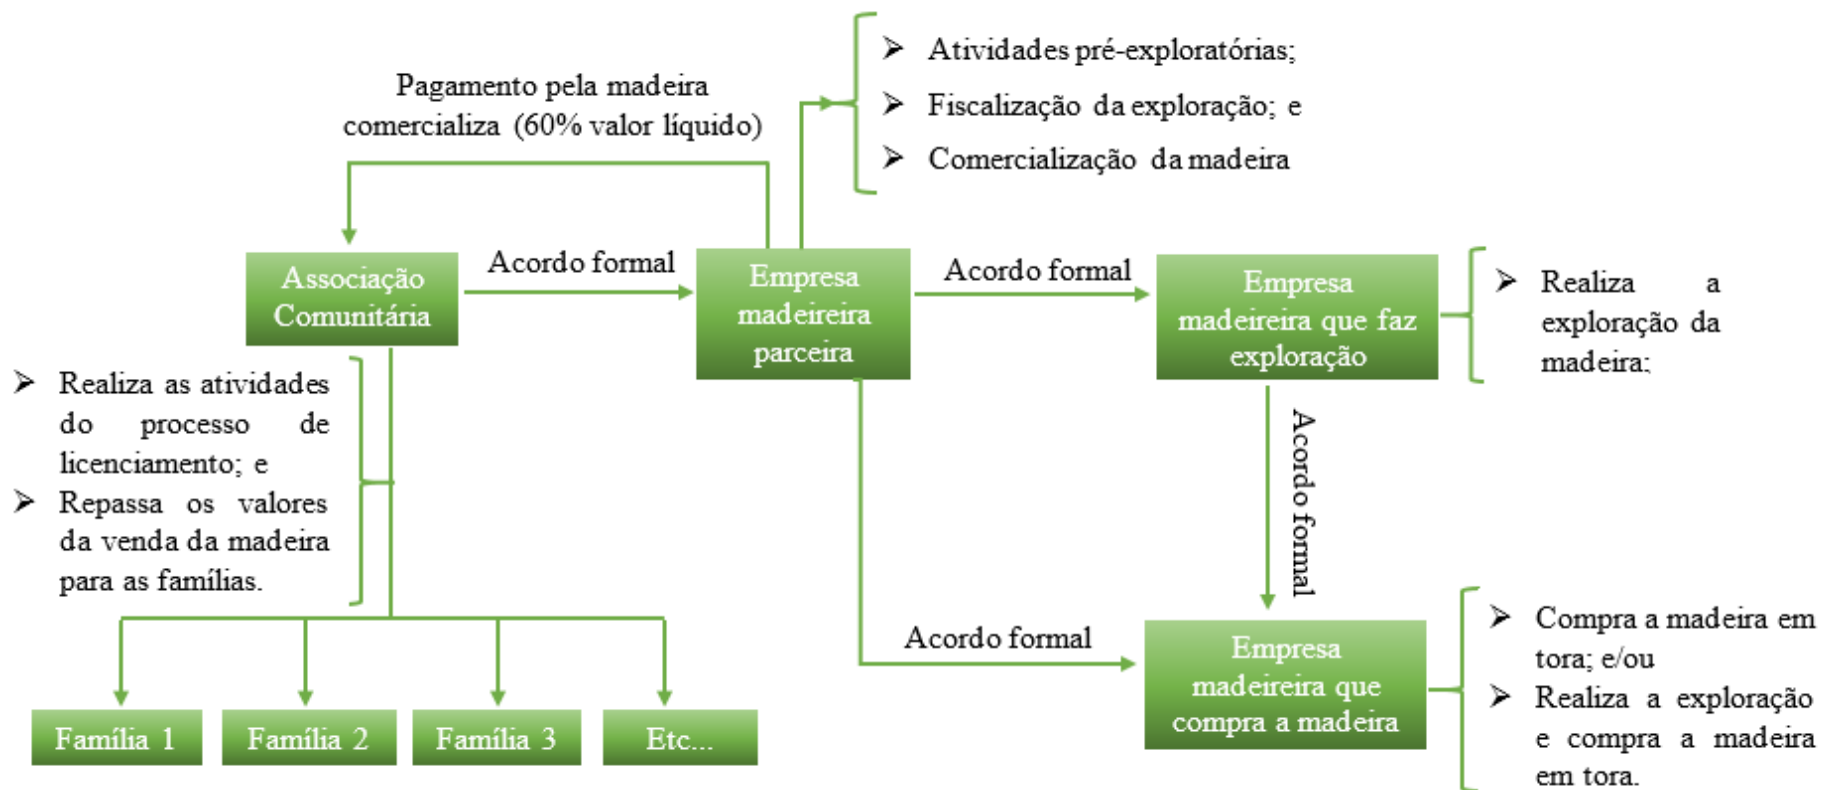 Atividades pré-exploratórias;
Fiscalização da exploração; e
Comercialização da madeira
Pagamento pela madeira
comercializa (60% valor líquido)
Associação
Comunitária
Acordo formal
Empresa
madeireira
parceira
Acordo formal
Empresa
madeireira que faz
exploração
Realiza a
exploração da
madeira;
Realiza as atividades
do processo de
licenciamento; e
Repassa os valores
da venda da madeira
para as famílias.
Acordo formal
Acordo formal
Empresa
madeireira que
compra a madeira
Compra a madeira em
tora; e/ou
Realiza a exploração
e compra a madeira
em tora.
Família 1
Família 2
Família 3
Etc...